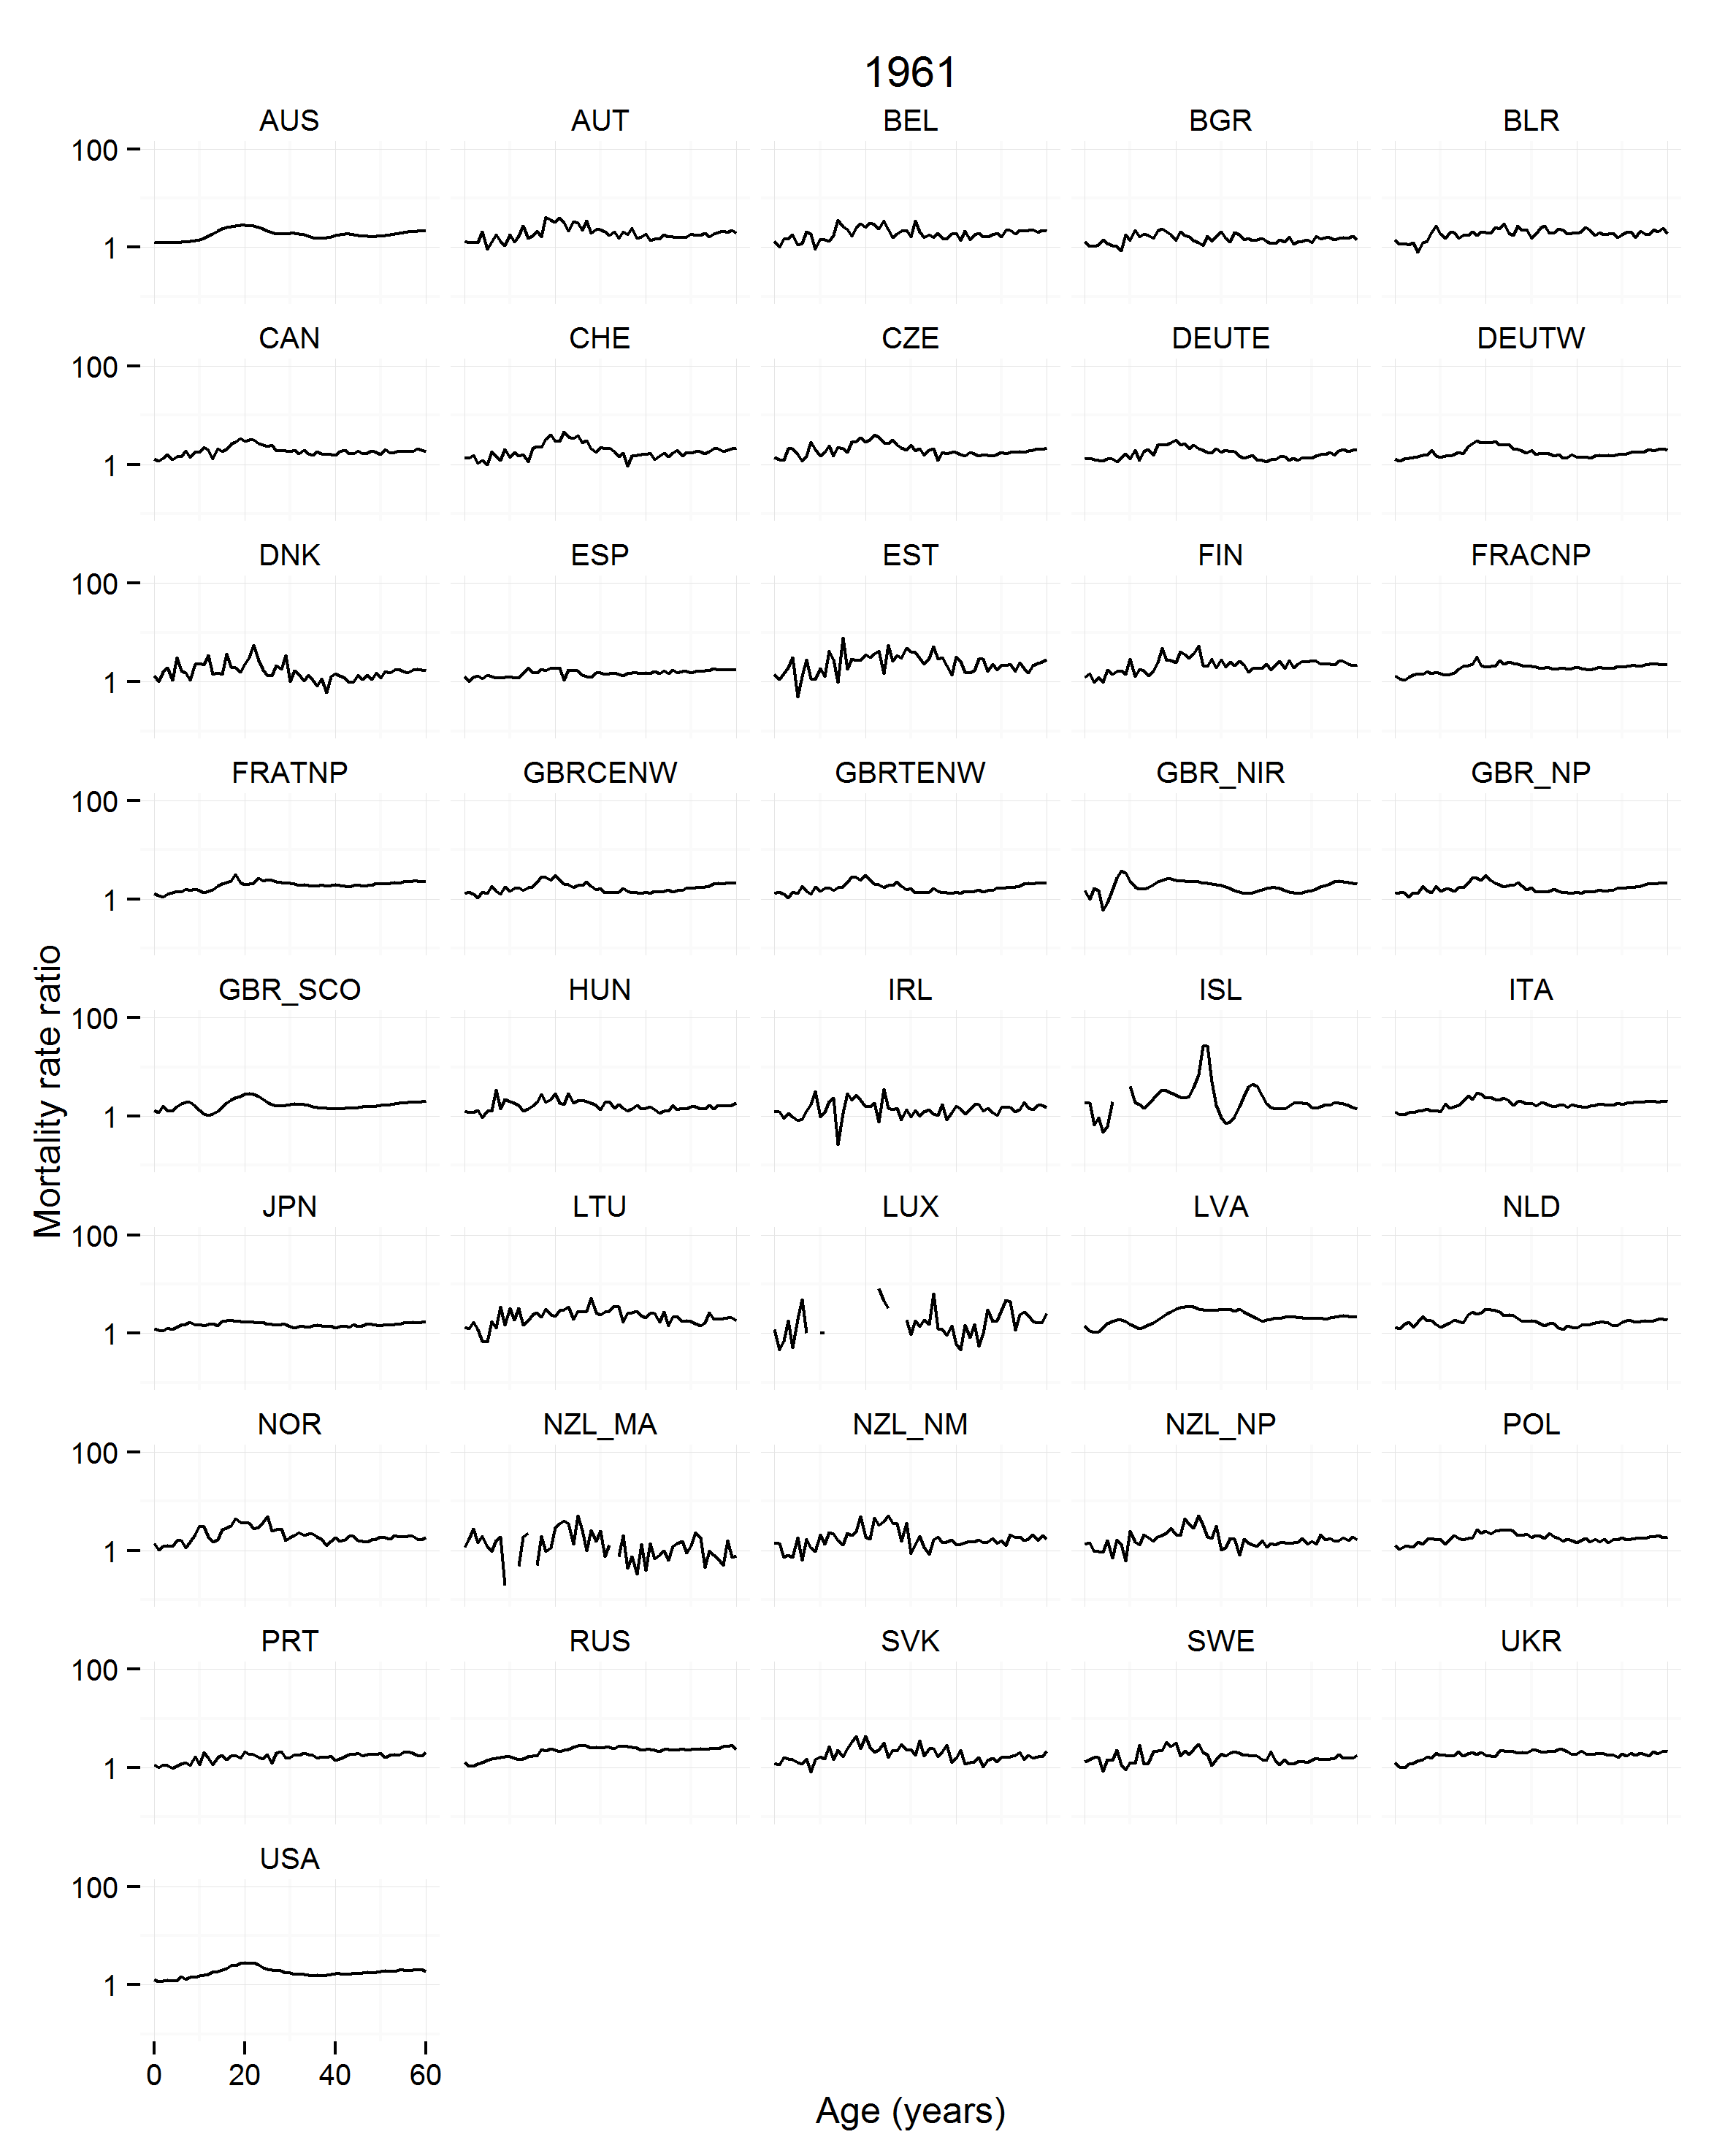 1961
AUS AUT BEL BGR BLR
100
1
CAN CHE CZE DEUTE DEUTW
100
1
DNK ESP EST FIN FRACNP
100
1
FRATNP GBRCENW GBRTENW GBR_NIR GBR_NP
100
1
Mortality rate ratio
GBR_SCO HUN IRL ISL ITA
100
1
JPN LTU LUX LVA NLD
100
1
NOR NZL_MA NZL_NM NZL_NP POL
100
1
PRT RUS SVK SWE UKR
100
1
USA
100
1
0 20 40 60
Age (years)